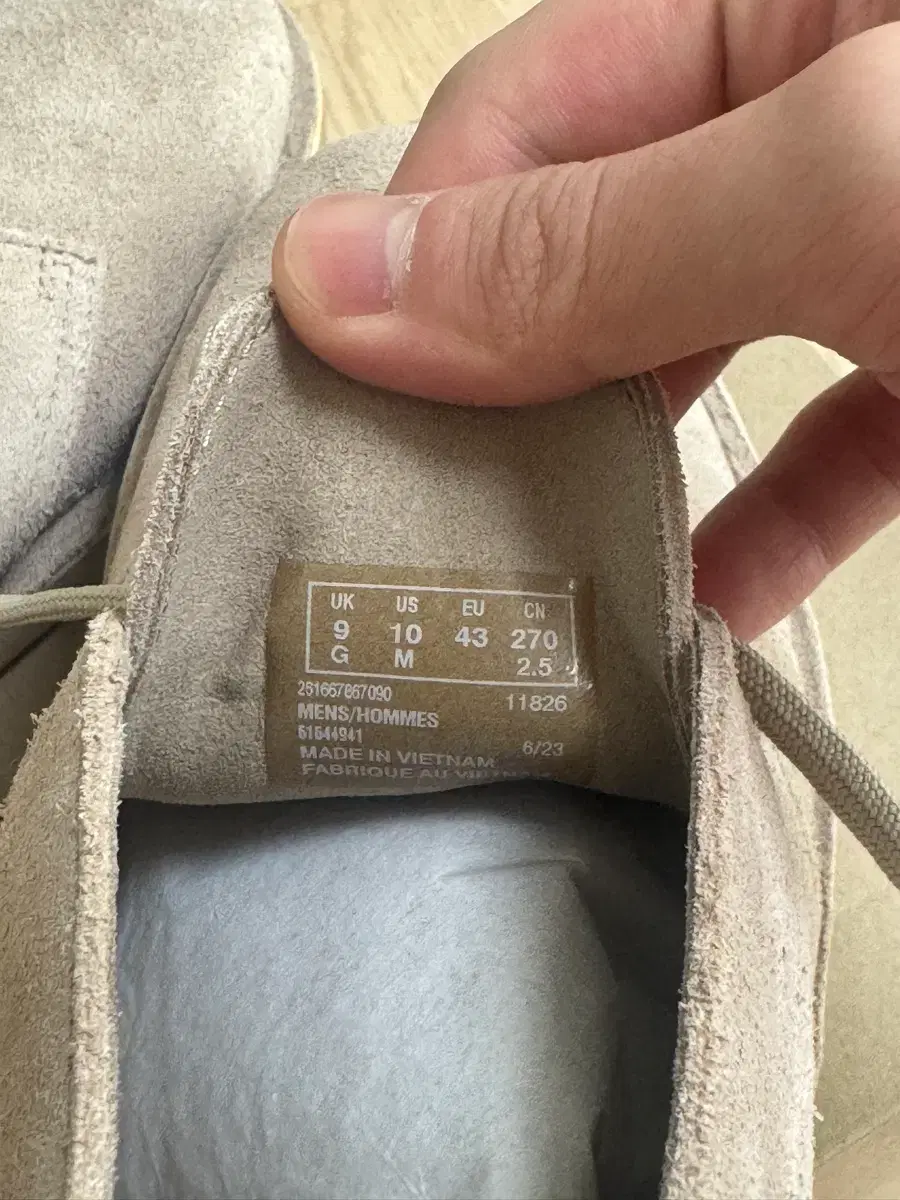 UK US EU CN
9 10 43 270
G M 2.5
261667867090 11826
MENS/HOMMES
61644941 6/23
MADE IN VIETNAM
FABRIQUE AU VIETNAM